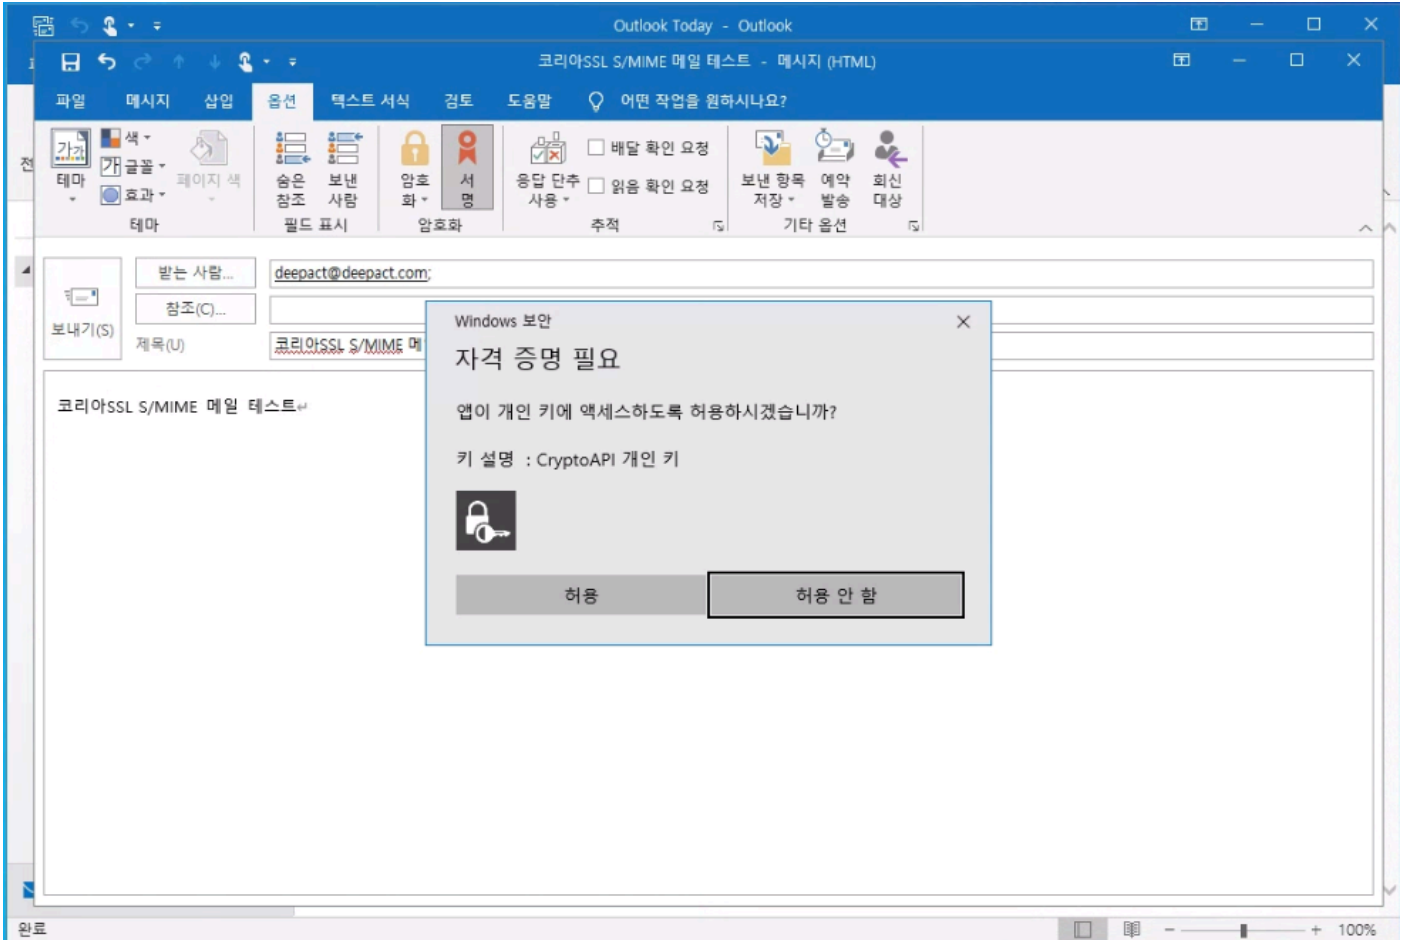 Outlook Today - Outlook
코리아SSL S/MIME 메일 테스트 - 메시지 (HTML)
파일 메시지 삽입 옵션 텍스트 서식 검토 도움말 어떤 작업을 원하시나요?
전
가가
테마
색
가 글꼴
효과
페이지 색
테마
숨은
참조
보낸
사람
필드 표시
암호
화
서
명
암호화
응답 단추
사용
배달 확인 요청
읽음 확인 요청
추적
보낸 항목
저장
예약
발송
회신
대상
기타 옵션
보내기(S)
받는 사람...
deepact@deepact.com;
참조(C)...
제목(U)
코리아SSL S/MIME 메
코리아SSL S/MIME 메일 테스트
Windows 보안
자격 증명 필요
앱이 개인 키에 액세스하도록 허용하시겠습니까?
키 설명 : CryptoAPI 개인 키
허용
허용 안 함
완료
100%